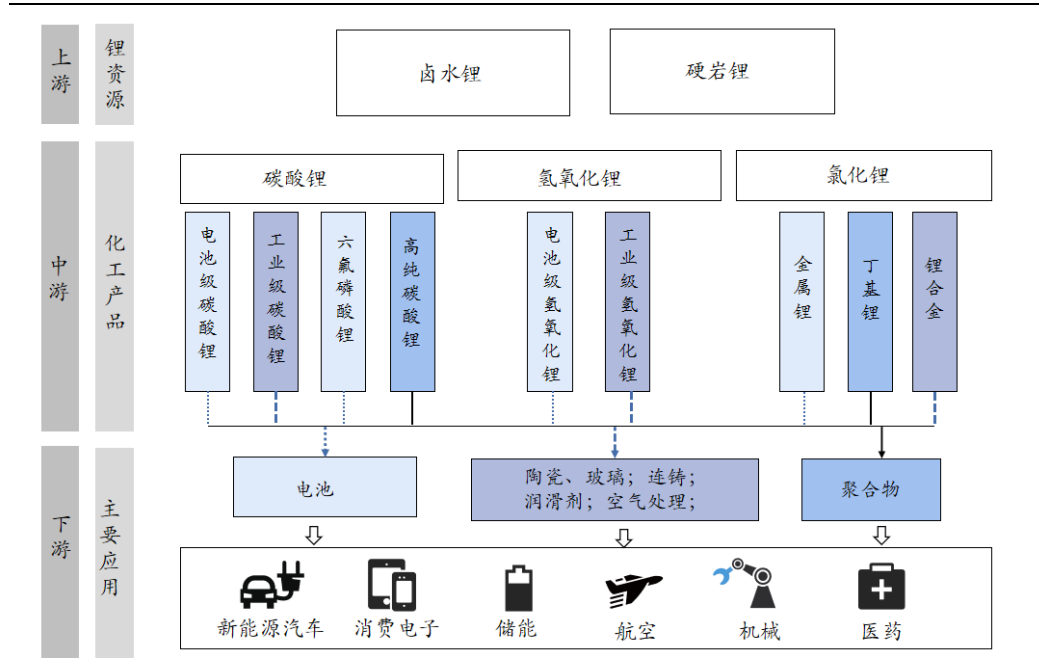 上游
锂资源
卤水锂
硬岩锂
中游
化工产品
碳酸锂
氢氧化锂
氯化锂
电池级碳酸锂
工业级碳酸锂
六氟磷酸锂
高纯碳酸锂
电池级氢氧化锂
工业级氢氧化锂
金属锂
丁基锂
锂合金
下游
主要应用
电池
陶瓷、玻璃；连铸；
润滑剂；空气处理；
聚合物
新能源汽车
消费电子
储能
航空
机械
医药